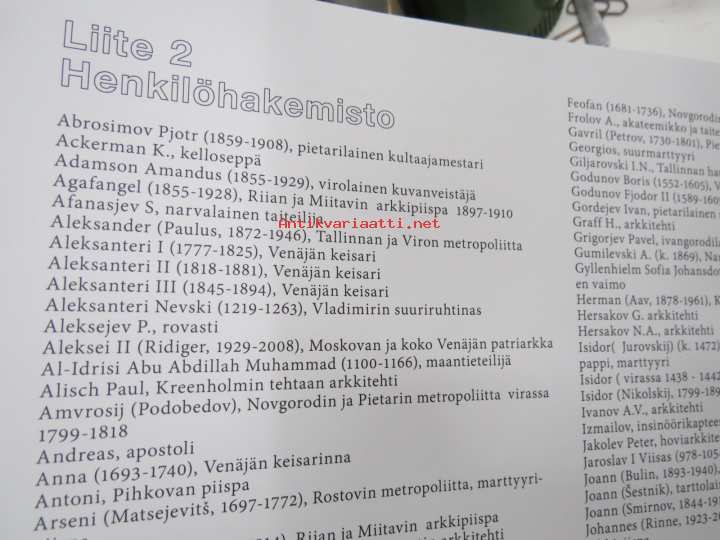 Liite 2
Henkilöhakemisto
Abrosimov Pjotr (1859-1908), pietarilainen kultaajamestari
Ackerman K., kelloseppä
Adamson Amandus (1855-1929), virolainen kuvanveistäjä
Agafangel (1855-1928), Riian ja Miitavin arkkipiispa 1897-1910
Afanasjev S, narvalainen taiteilija
Antikvariaatti.net
Aleksander (Paulus, 1872-1946), Tallinnan ja Viron metropoliitta
Aleksanteri I (1777-1825), Venäjän keisari
Aleksanteri II (1818-1881), Venäjän keisari
Aleksanteri III (1845-1894), Venäjän keisari
Aleksanteri Nevski (1219-1263), Vladimirin suuriruhtinas
Aleksejev P., rovasti
Aleksei II (Ridiger, 1929-2008), Moskovan ja koko Venäjän patriarkka
Al-Idrisi Abu Abdillah Muhammad (1100-1166), maantieteilijä
Alisch Paul, Kreenholmin tehtaan arkkitehti
Amvrosij (Podobedov), Novgorodin ja Pietarin metropoliitta virassa
1799-1818
Andreas, apostoli
Anna (1693-1740), Venäjän keisarinna
Antoni, Pihkovan piispa
Arseni (Matsejevitš, 1697-1772), Rostovin metropoliitta, marttyyri-
Riian ja Miitavin arkkipiispa
Feofan (1681-1736), Novgorodin
Frolov A., akateemikko ja taite
Gavril (Petrov, 1730-1801), Pie
Georgios, suurmarttyyri
Giljarovski I.N., Tallinnan hau
Godunov Boris (1552-1605), V
Godunov Fjodor II (1589-1605
Gordejev Ivan, pietarilainen
Graff H., arkkitehti
Grigorjev Pavel, ivangorodila
Gumilevski A. (k. 1869), Nar
Gyllenhielm Sofia Johansdo
en vaimo
Herman (Aav, 1878-1961), K
Hersakov G. arkkitehti
Hersakov N.A., arkkitehti
Isidor( Jurovskij) (k. 1472)
pappi, marttyyri
Isidor ( virassa 1438 - 1442
Isidor (Nikolskij, 1799-189
Ivanov A.V., arkkitehti
Izmailov, insinöörikaptee
Jakolev Peter, hoviarkkite
Jaroslav I Viisas (978-105
Joann (Bulin, 1893-1940),
Joann (Šestnik), tarttolai
Joann (Smirnov, 1844-191
Johannes (Rinne, 1923-20